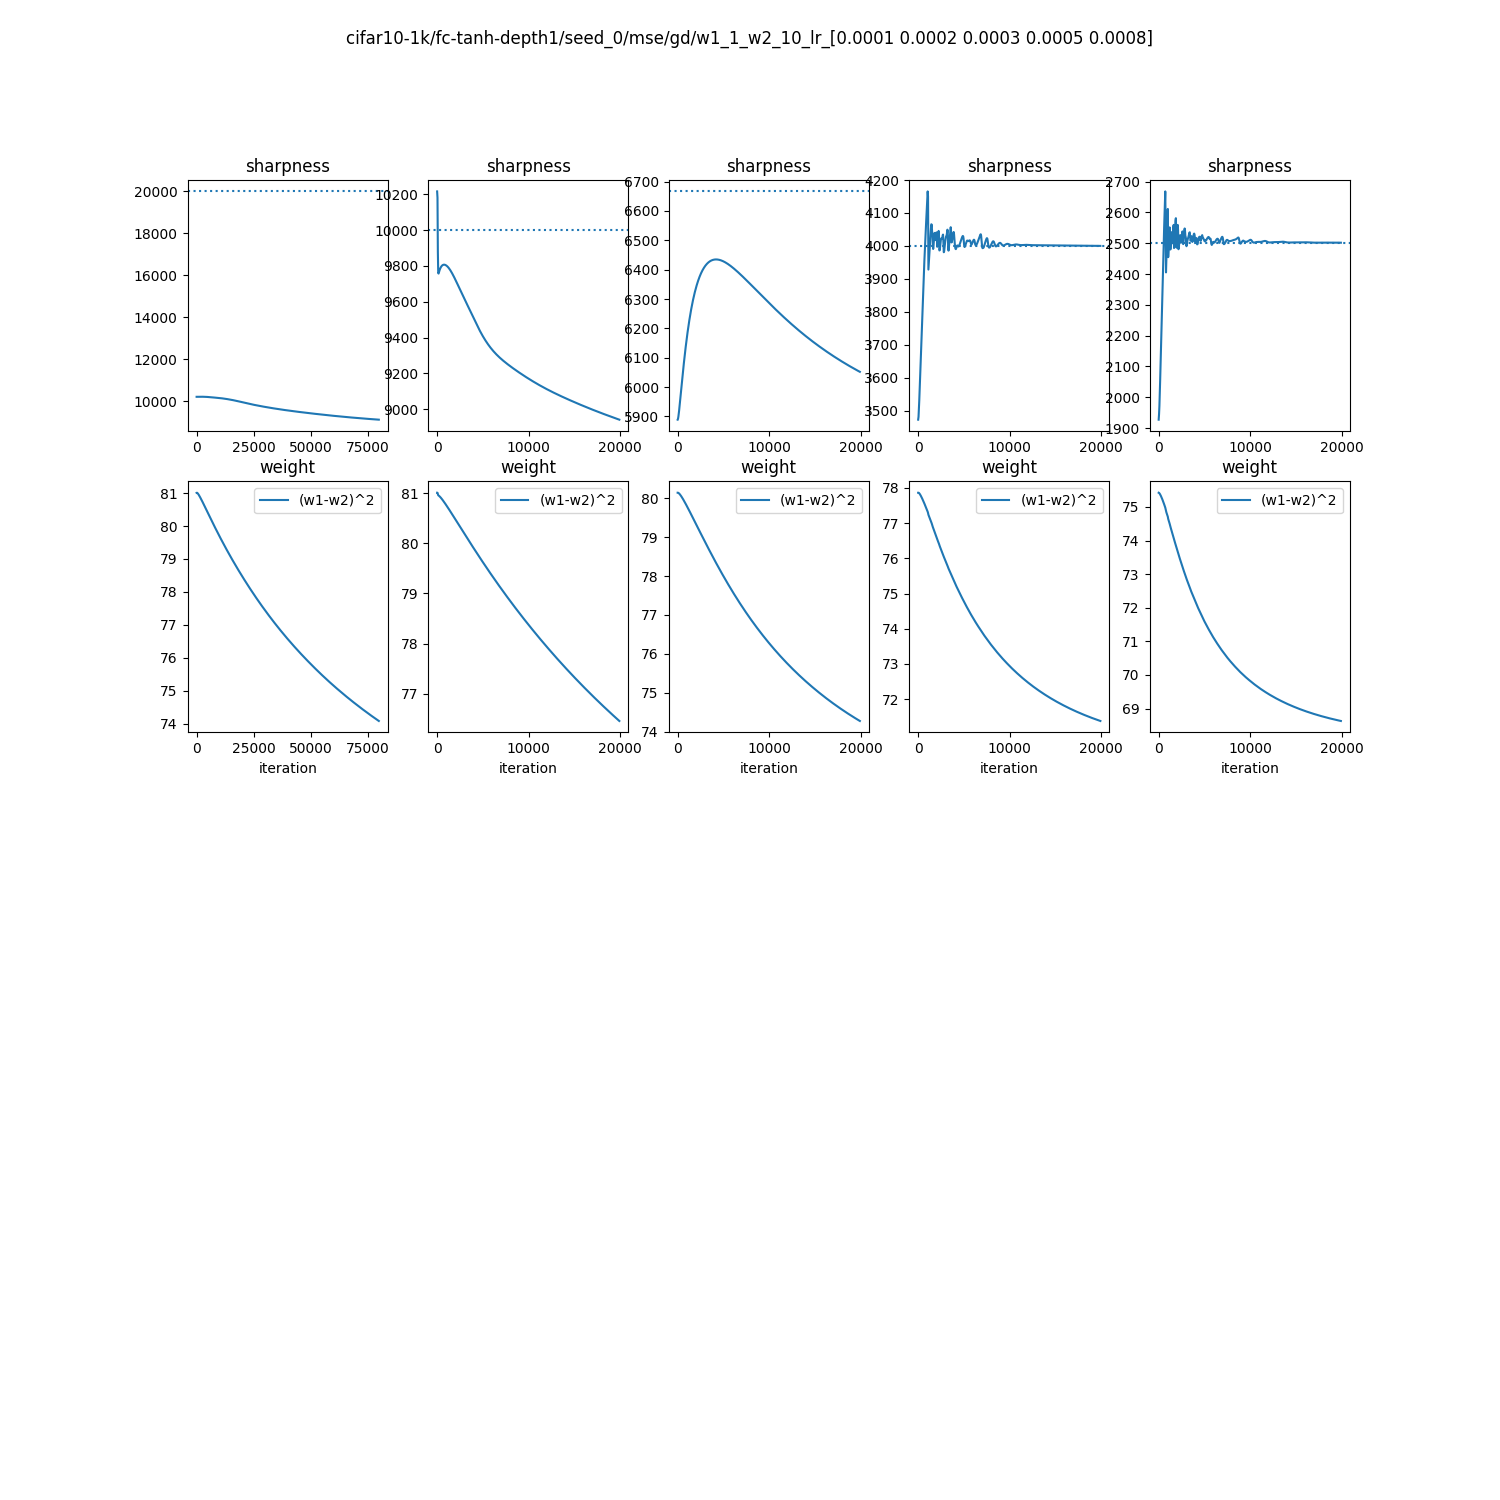 cifar10-1k/fc-tanh-depth1/seed_0/mse/gd/w1_1_w2_10_lr_[0.0001 0.0002 0.0003 0.0005 0.0008]
sharpness
20000
18000
16000
14000
12000
10000
0 25000 50000 75000
sharpness
10200
10000
9800
9600
9400
9200
9000
0 10000 20000
sharpness
6700
6600
6500
6400
6300
6200
6100
6000
5900
0 10000 20000
sharpness
4200
4100
4000
3900
3800
3700
3600
3500
0 10000 20000
sharpness
2700
2600
2500
2400
2300
2200
2100
2000
1900
0 10000 20000
weight
(w1-w2)^2
81
80
79
78
77
76
75
74
0 25000 50000 75000
iteration
weight
(w1-w2)^2
81
80
79
78
77
0 10000 20000
iteration
weight
(w1-w2)^2
80
79
78
77
76
75
74
0 10000 20000
iteration
weight
(w1-w2)^2
78
77
76
75
74
73
72
0 10000 20000
iteration
weight
(w1-w2)^2
75
74
73
72
71
70
69
0 10000 20000
iteration